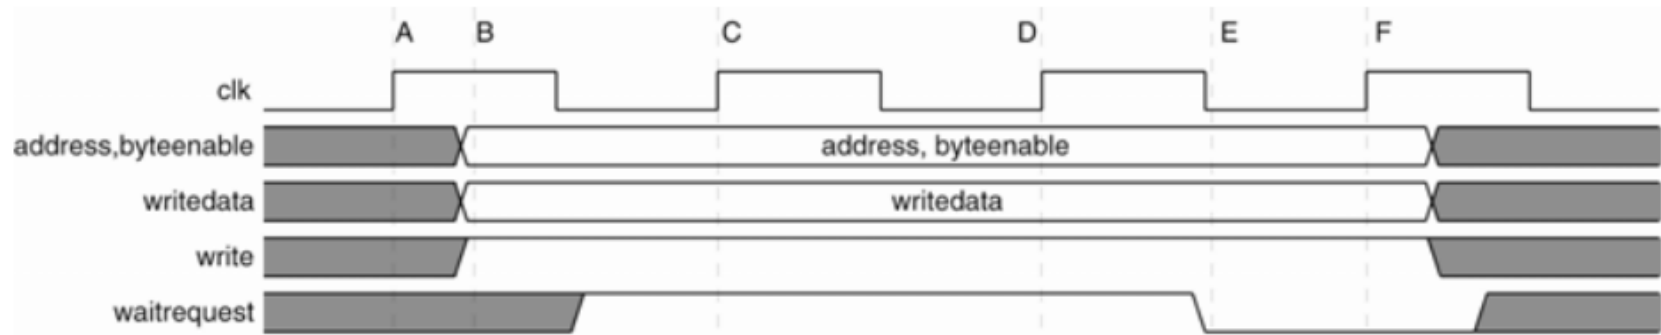 A B C D E F
clk
address,byteenable address, byteenable
writedata writedata
write
waitrequest